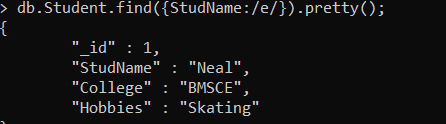 > db.Student.find({StudName:/e/}).pretty();
{
        "_id" : 1,
        "StudName" : "Neal",
        "College" : "BMSCE",
        "Hobbies" : "Skating"
}